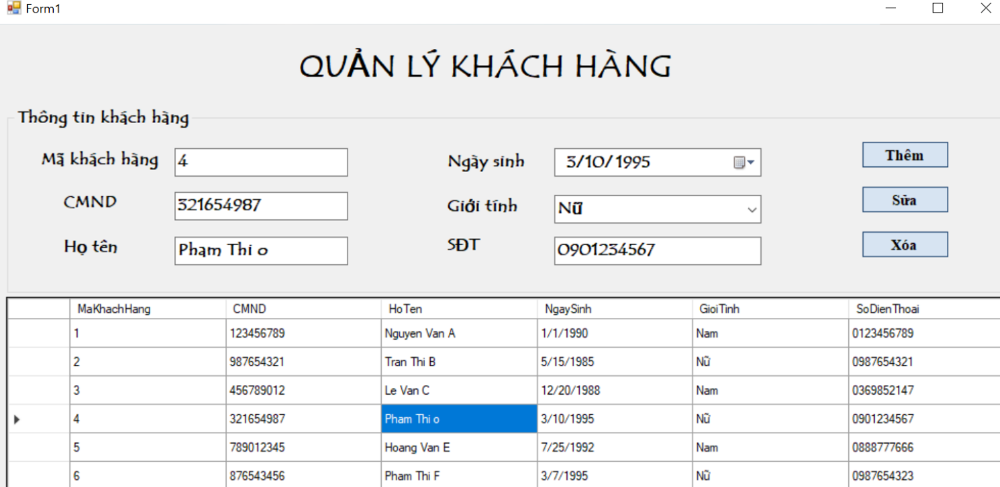 Form1
QUẢN LÝ KHÁCH HÀNG
Thông tin khách hàng
Mã khách hàng 4 Ngày sinh 3/10/1995 Thêm
CMND 321654987 Giới tính Nữ Sửa
Họ tên Phạm Thi o SĐT 0901234567 Xóa
MaKhachHang CMND HoTen NgaySinh GioiTinh SoDienThoai
1 123456789 Nguyen Van A 1/1/1990 Nam 0123456789
2 987654321 Tran Thi B 5/15/1985 Nữ 0987654321
3 456789012 Le Van C 12/20/1988 Nam 0369852147
4 321654987 Phạm Thi o 3/10/1995 Nữ 0901234567
5 789012345 Hoang Van E 7/25/1992 Nam 0888777666
6 876543456 Pham Thi F 3/7/1995 Nữ 0987654323